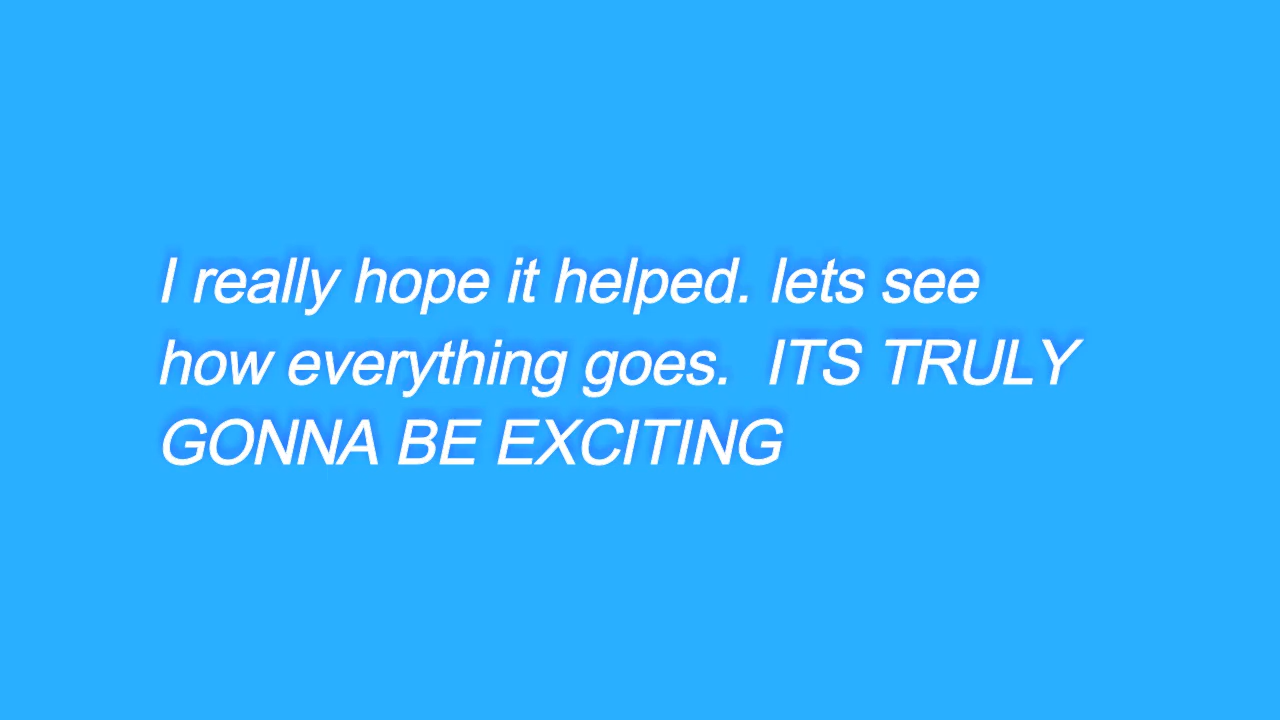 I really hope it helped. lets see
how everything goes.  ITS TRULY
GONNA BE EXCITING